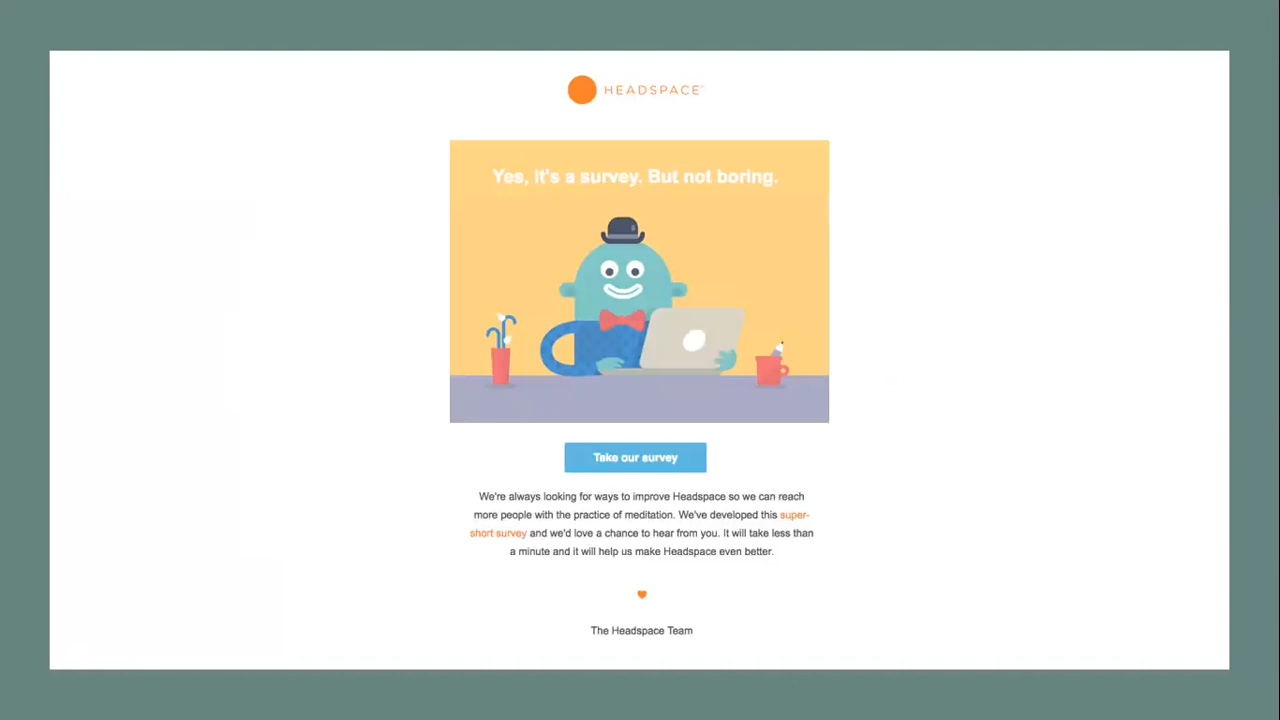 HEADSPACE
Yes, it's a survey. But not boring.
Take our survey
We're always looking for ways to improve Headspace so we can reach
more people with the practice of meditation. We've developed this super-
short survey and we'd love a chance to hear from you. It will take less than
a minute and it will help us make Headspace even better.
The Headspace Team